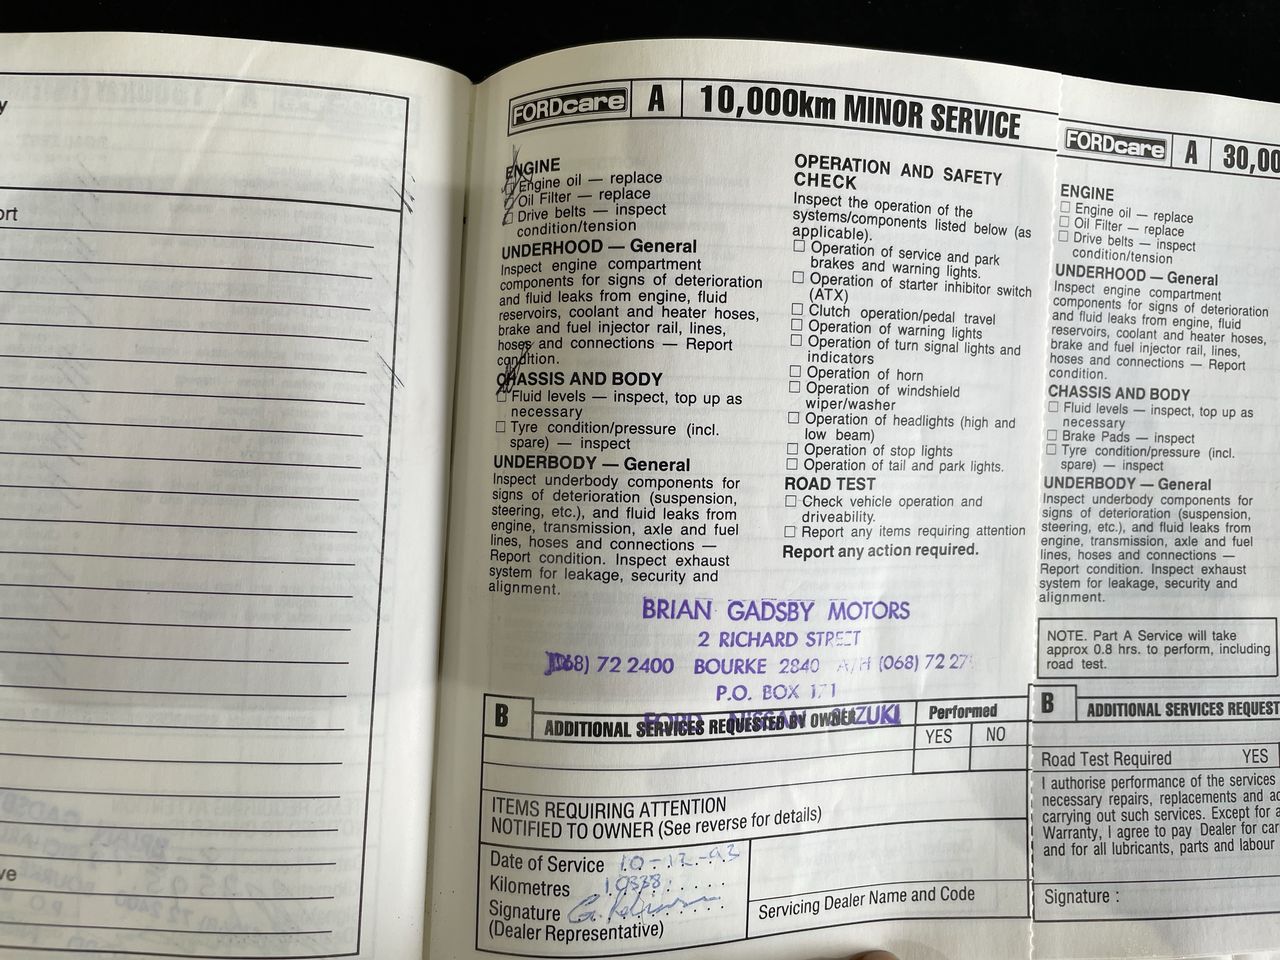 y
ort
ve
FORDcare A 10,000km MINOR SERVICE
ENGINE
Engine oil — replace
Oil Filter — replace
Drive belts — inspect
condition/tension
UNDERHOOD — General
Inspect engine compartment
components for signs of deterioration
and fluid leaks from engine, fluid
reservoirs, coolant and heater hoses,
brake and fuel injector rail, lines,
hoses and connections — Report
condition.
CHASSIS AND BODY
Fluid levels — inspect, top up as
necessary
Tyre condition/pressure (incl.
spare) — inspect
UNDERBODY — General
Inspect underbody components for
signs of deterioration (suspension,
steering, etc.), and fluid leaks from
engine, transmission, axle and fuel
lines, hoses and connections —
Report condition. Inspect exhaust
system for leakage, security and
alignment.
OPERATION AND SAFETY
CHECK
Inspect the operation of the
systems/components listed below (as
applicable).
Operation of service and park
brakes and warning lights.
Operation of starter inhibitor switch
(ATX)
Clutch operation/pedal travel
Operation of warning lights
Operation of turn signal lights and
indicators
Operation of horn
Operation of windshield
wiper/washer
Operation of headlights (high and
low beam)
Operation of stop lights
Operation of tail and park lights.
ROAD TEST
Check vehicle operation and
driveability.
Report any items requiring attention
Report any action required.
BRIAN GADSBY MOTORS
2 RICHARD STREET
(068) 72 2400 BOURKE 2840 A/H (068) 72 27
P.O. BOX 171
FORD NISSAN SUZUKI
B ADDITIONAL SERVICES REQUESTED BY OWNER Performed
YES NO
ITEMS REQUIRING ATTENTION
NOTIFIED TO OWNER (See reverse for details)
Date of Service 10-12-93
Kilometres 10338
Signature
(Dealer Representative)
Servicing Dealer Name and Code
FORDcare A 30,00
ENGINE
Engine oil — replace
Oil Filter — replace
Drive belts — inspect
condition/tension
UNDERHOOD — General
Inspect engine compartment
components for signs of deterioration
and fluid leaks from engine, fluid
reservoirs, coolant and heater hoses,
brake and fuel injector rail, lines,
hoses and connections — Report
condition.
CHASSIS AND BODY
Fluid levels — inspect, top up as
necessary
Brake Pads — inspect
Tyre condition/pressure (incl.
spare) — inspect
UNDERBODY — General
Inspect underbody components for
signs of deterioration (suspension,
steering, etc.), and fluid leaks from
engine, transmission, axle and fuel
lines, hoses and connections —
Report condition. Inspect exhaust
system for leakage, security and
alignment.
NOTE. Part A Service will take
approx 0.8 hrs. to perform, including
road test.
B ADDITIONAL SERVICES REQUEST
Road Test Required YES
I authorise performance of the services
necessary repairs, replacements and ad
carrying out such services. Except for a
Warranty, I agree to pay Dealer for car
and for all lubricants, parts and labour
Signature :